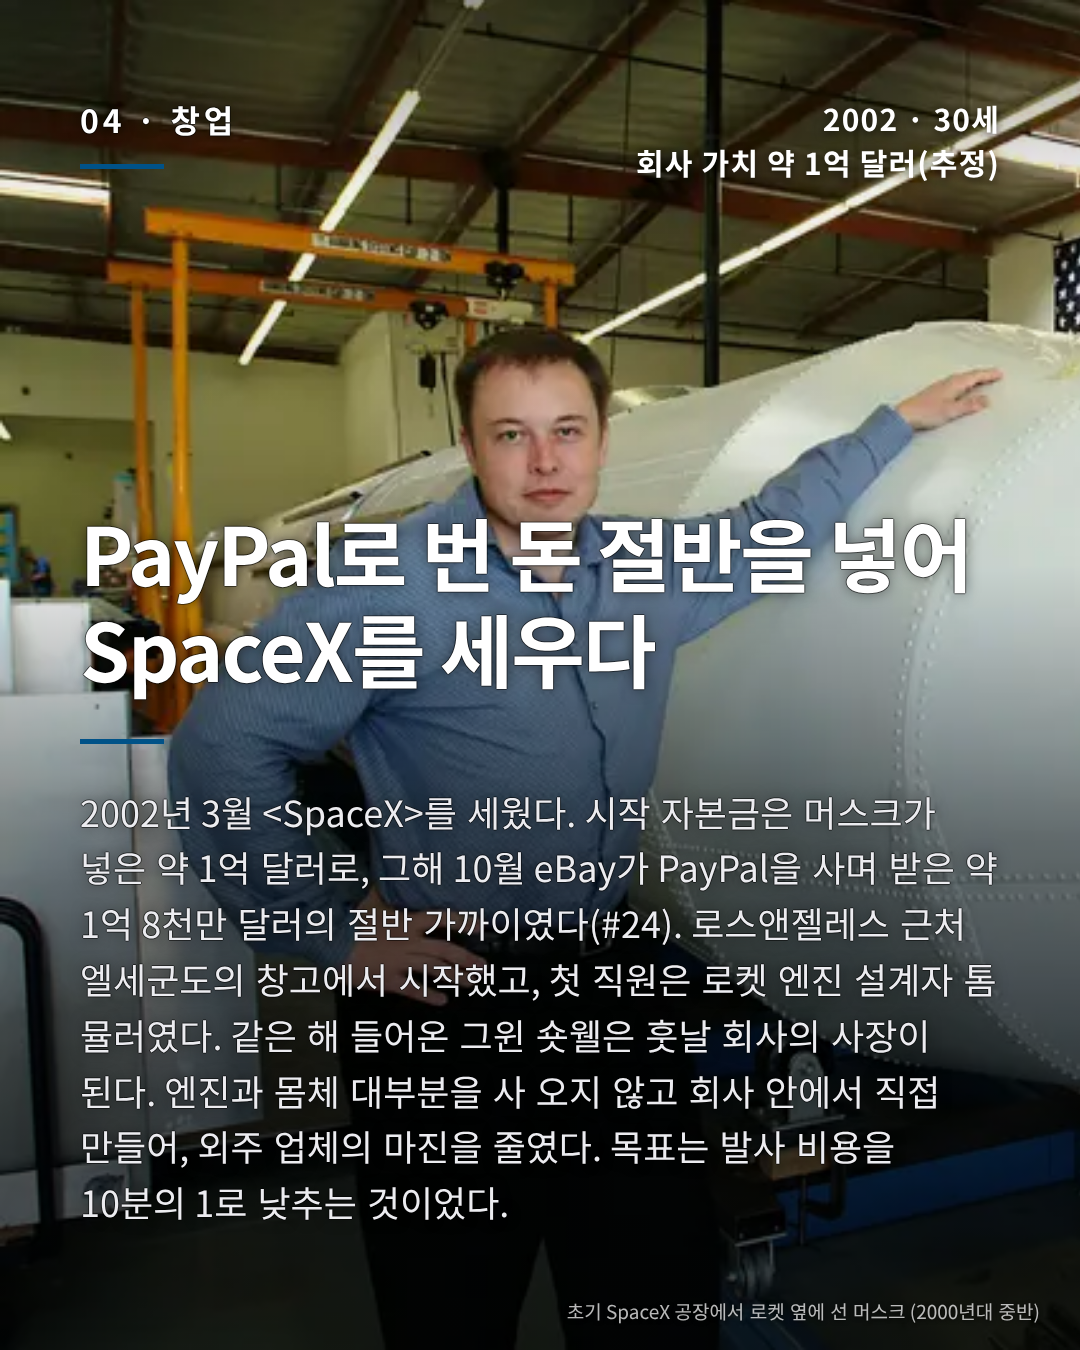 04 · 창업
2002 · 30세
회사 가치 약 1억 달러(추정)
PayPal로 번 돈 절반을 넣어
SpaceX를 세우다
2002년 3월 <SpaceX>를 세웠다. 시작 자본금은 머스크가
넣은 약 1억 달러로, 그해 10월 eBay가 PayPal을 사며 받은 약
1억 8천만 달러의 절반 가까이였다(#24). 로스앤젤레스 근처
엘세군도의 창고에서 시작했고, 첫 직원은 로켓 엔진 설계자 톰
뮬러였다. 같은 해 들어온 그윈 숏웰은 훗날 회사의 사장이
된다. 엔진과 몸체 대부분을 사 오지 않고 회사 안에서 직접
만들어, 외주 업체의 마진을 줄였다. 목표는 발사 비용을
10분의 1로 낮추는 것이었다.
초기 SpaceX 공장에서 로켓 옆에 선 머스크 (2000년대 중반)